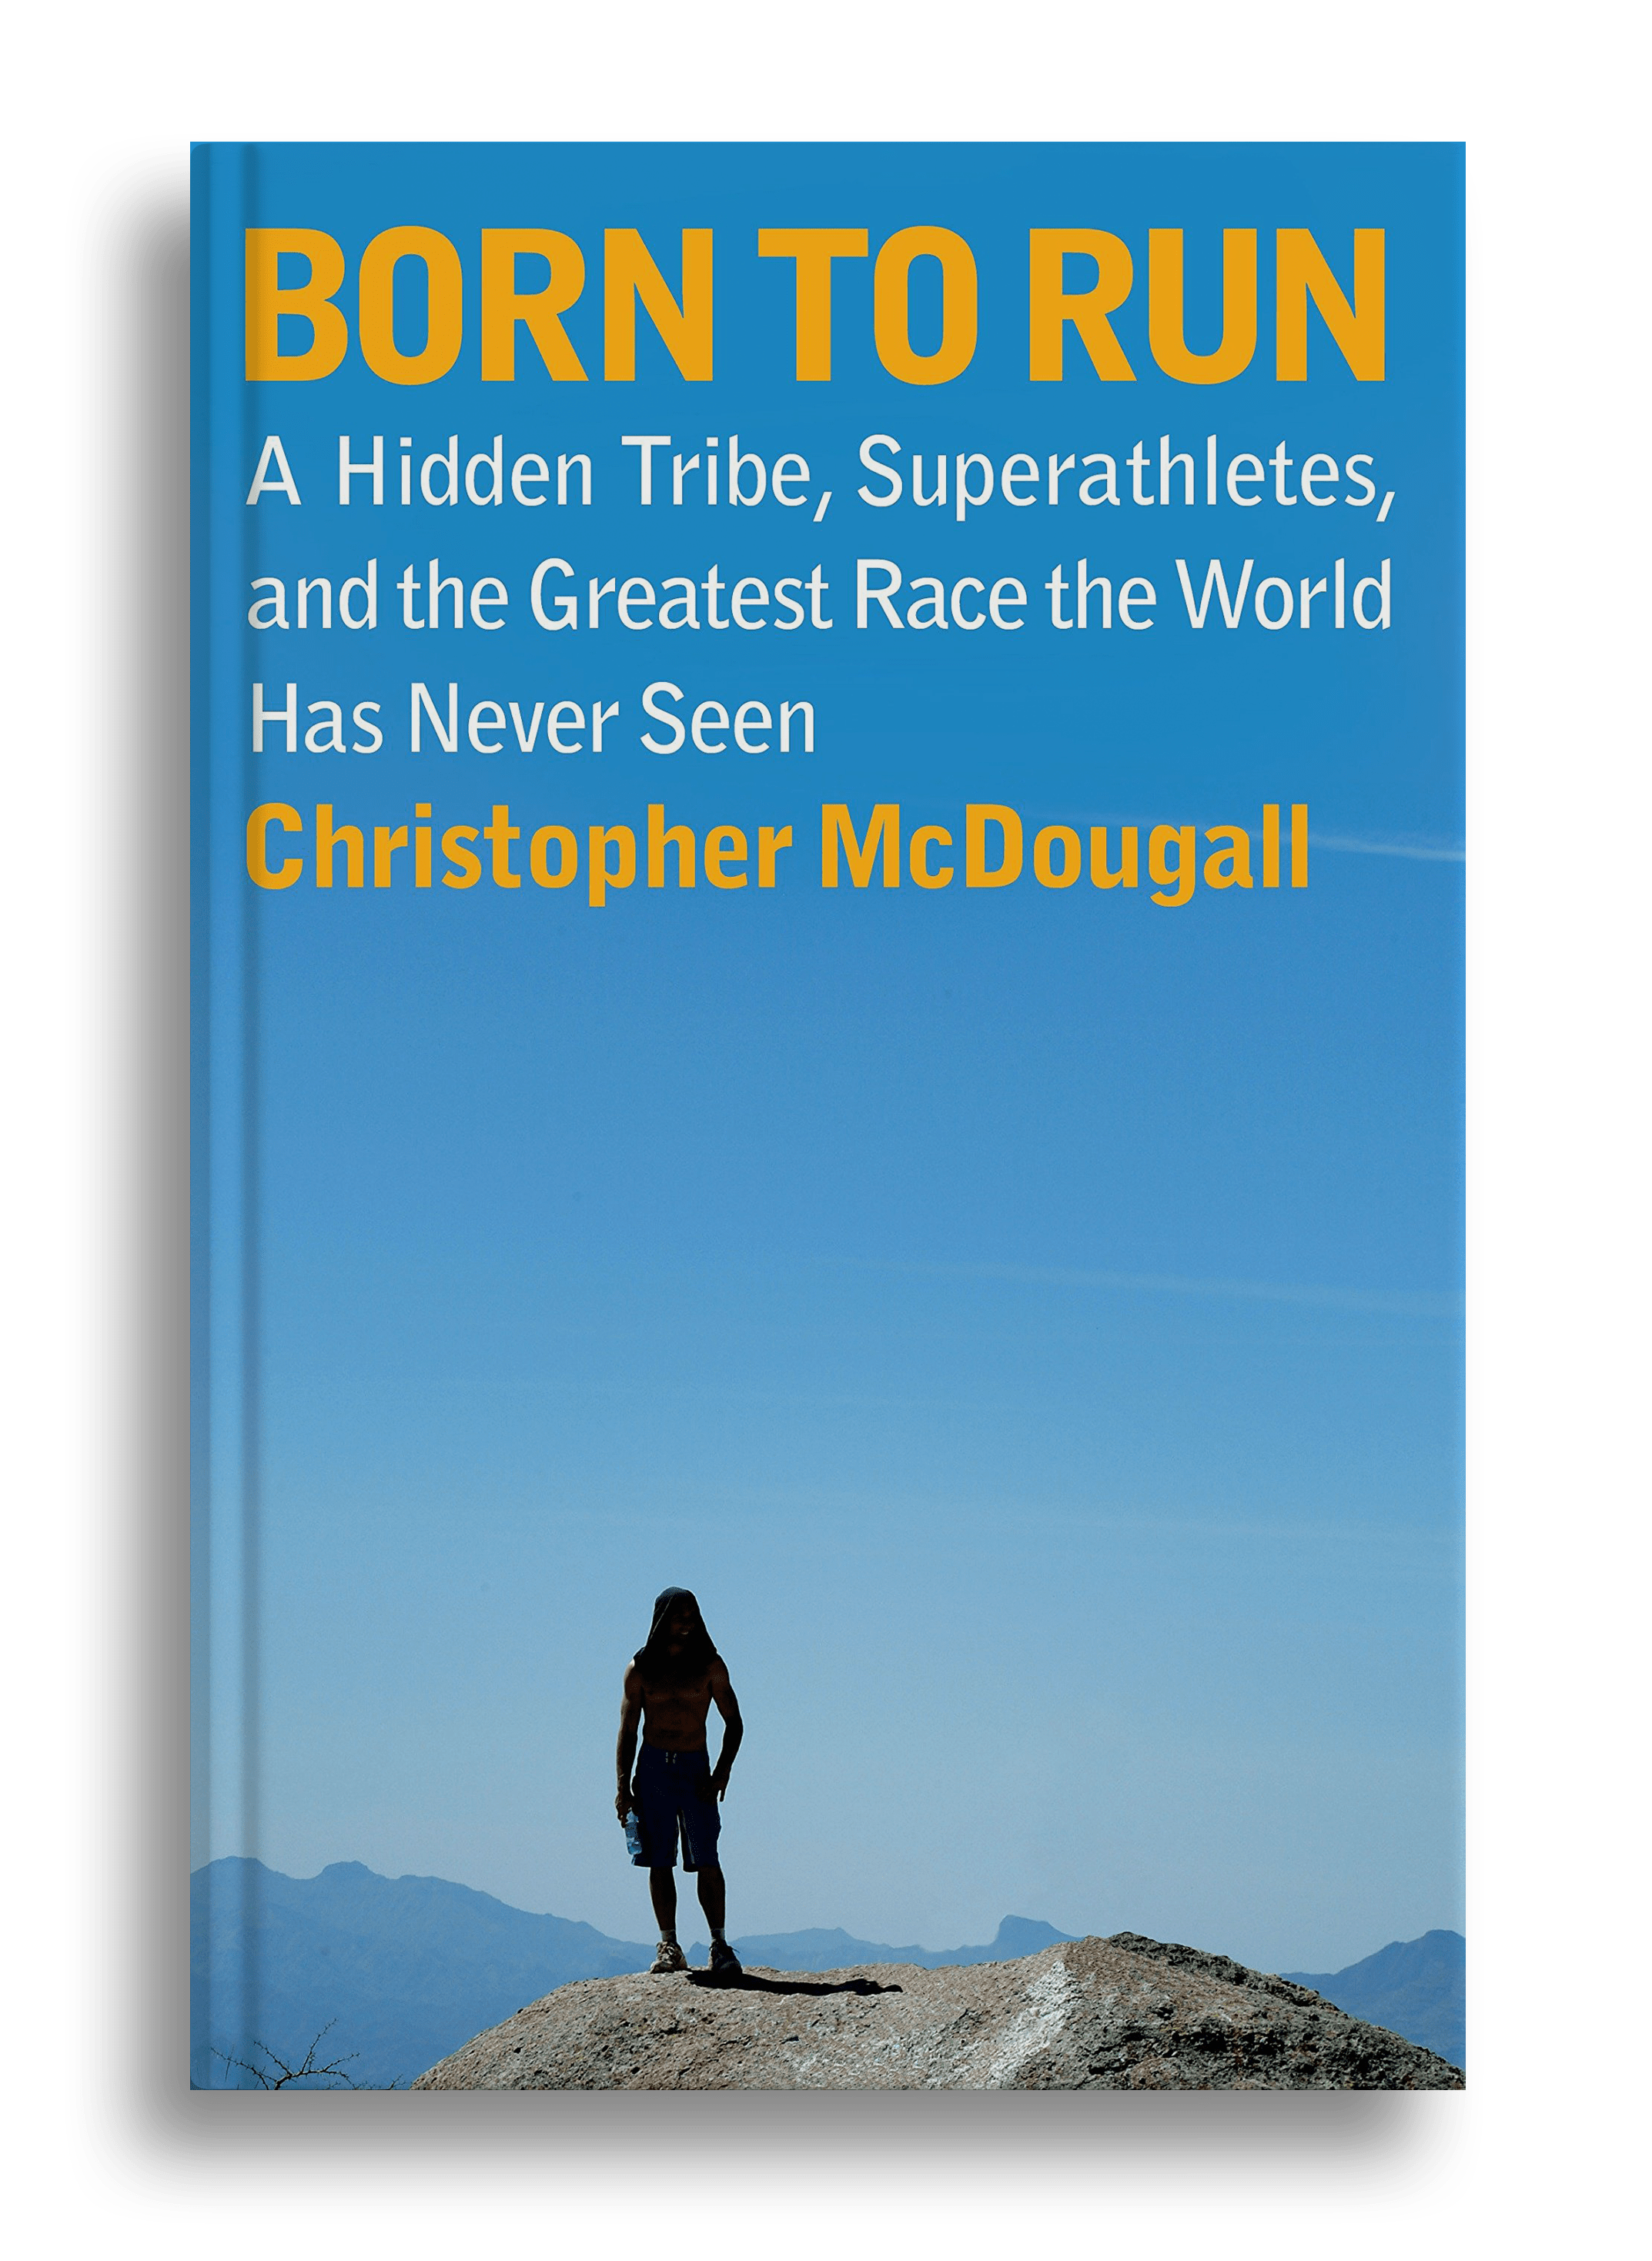 BORN TO RUN
A Hidden Tribe, Superathletes,
and the Greatest Race the World
Has Never Seen
Christopher McDougall